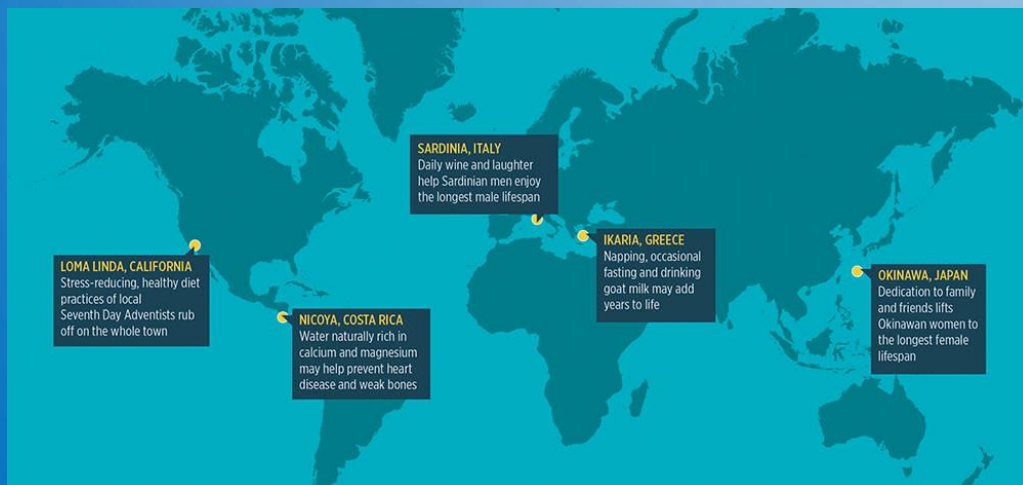 SARDINIA, ITALY
Daily wine and laughter
help Sardinian men enjoy
the longest male lifespan
IKARIA, GREECE
Napping, occasional
fasting and drinking
goat milk may add
years to life
LOMA LINDA, CALIFORNIA
Stress-reducing, healthy diet
practices of local
Seventh Day Adventists rub
off on the whole town
OKINAWA, JAPAN
Dedication to family
and friends lifts
Okinawan women to
the longest female
lifespan
NICOYA, COSTA RICA
Water naturally rich in
calcium and magnesium
may help prevent heart
disease and weak bones